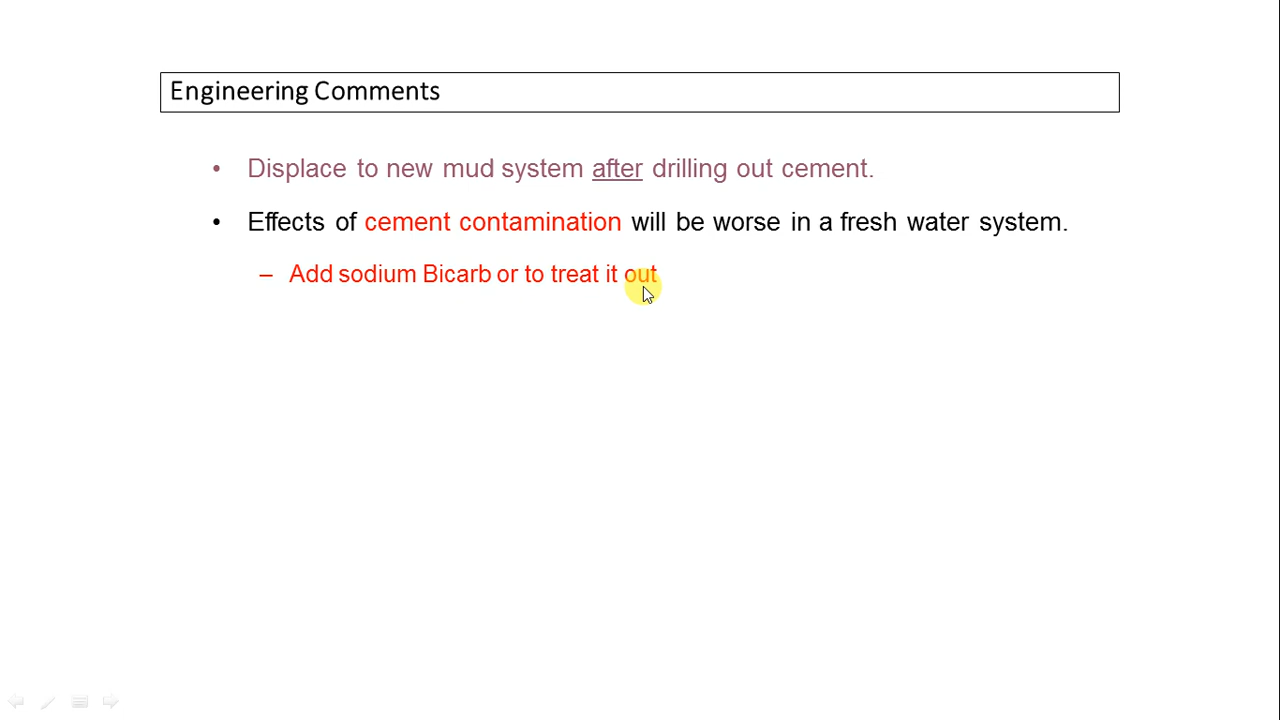 Engineering Comments
• Displace to new mud system after drilling out cement.
• Effects of cement contamination will be worse in a fresh water system.
– Add sodium Bicarb or to treat it out